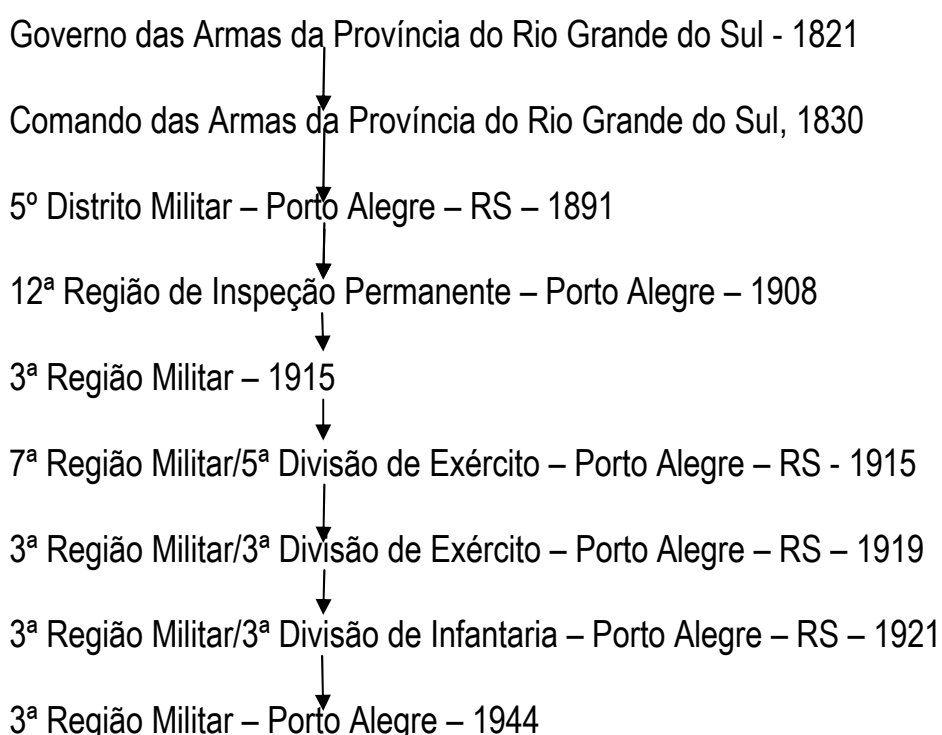 Governo das Armas da Província do Rio Grande do Sul - 1821
Comando das Armas da Província do Rio Grande do Sul, 1830
5º Distrito Militar – Porto Alegre – RS – 1891
12ª Região de Inspeção Permanente – Porto Alegre – 1908
3ª Região Militar – 1915
7ª Região Militar/5ª Divisão de Exército – Porto Alegre – RS - 1915
3ª Região Militar/3ª Divisão de Exército – Porto Alegre – RS – 1919
3ª Região Militar/3ª Divisão de Infantaria – Porto Alegre – RS – 1921
3ª Região Militar – Porto Alegre – 1944